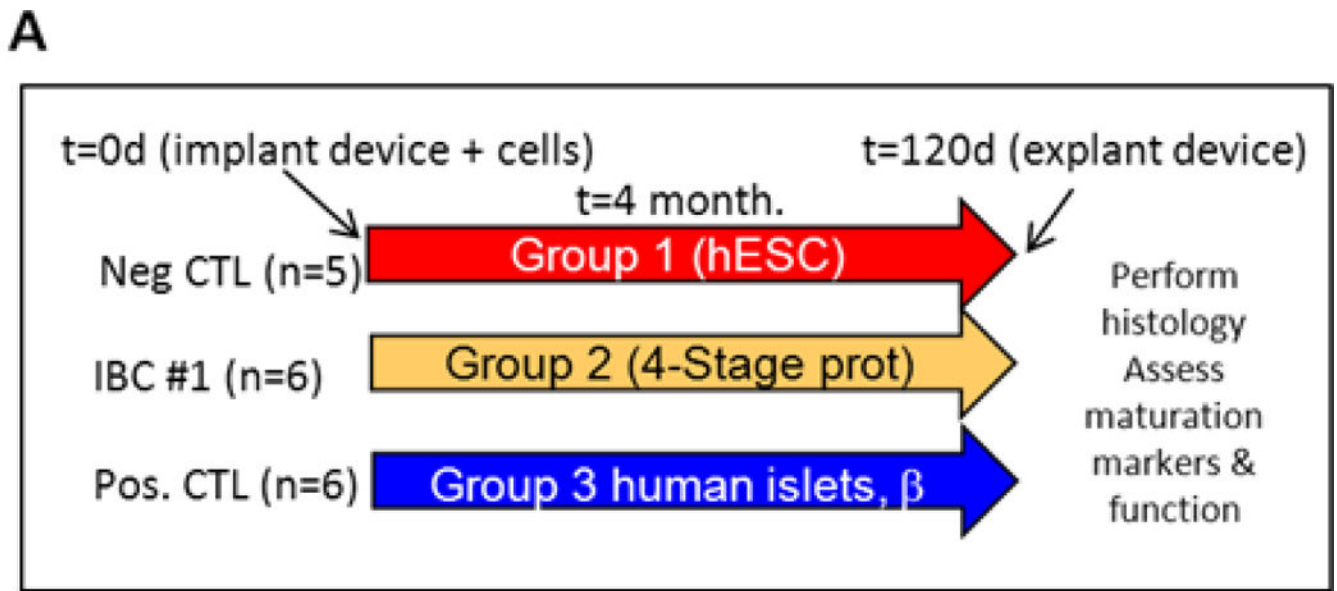 A
t=0d (implant device + cells)
t=120d (explant device)
t=4 month.
Neg CTL (n=5)
Group 1 (hESC)
IBC #1 (n=6)
Group 2 (4-Stage prot)
Pos. CTL (n=6)
Group 3 human islets, β
Perform
histology
Assess
maturation
markers &
function